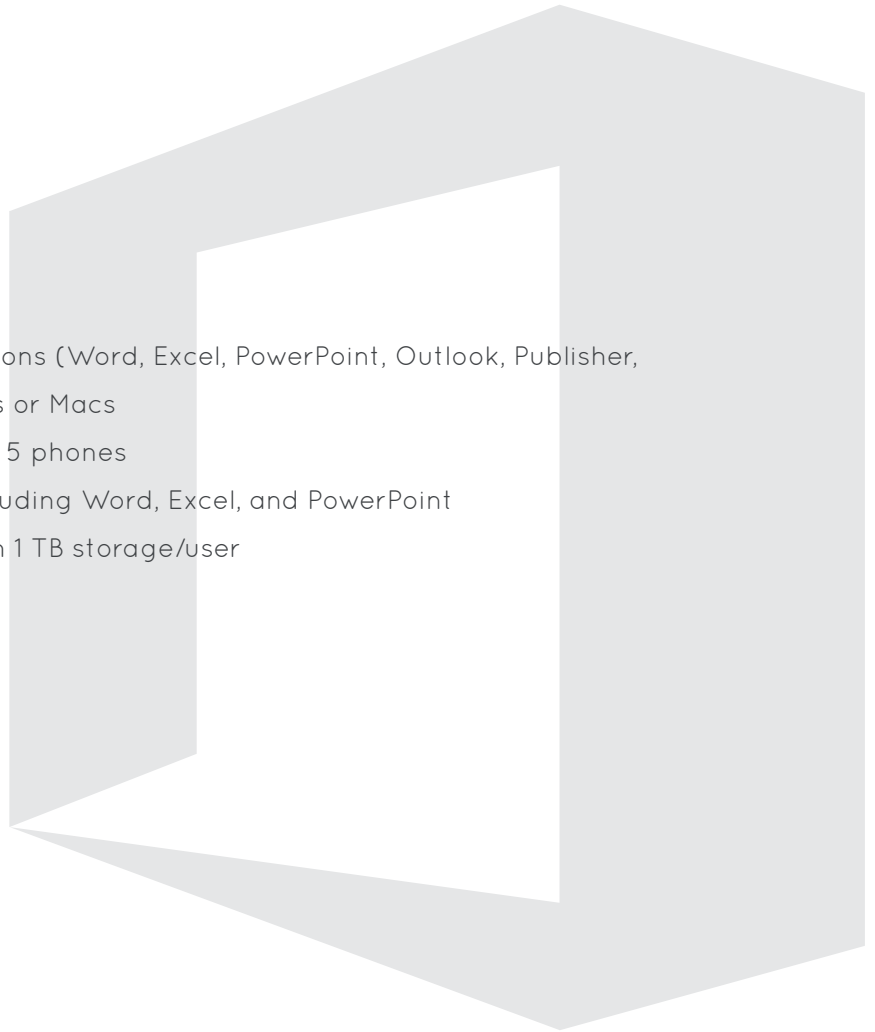 ons (Word, Excel, PowerPoint, Outlook, Publisher,
s or Macs
5 phones
uding Word, Excel, and PowerPoint
n 1 TB storage/user